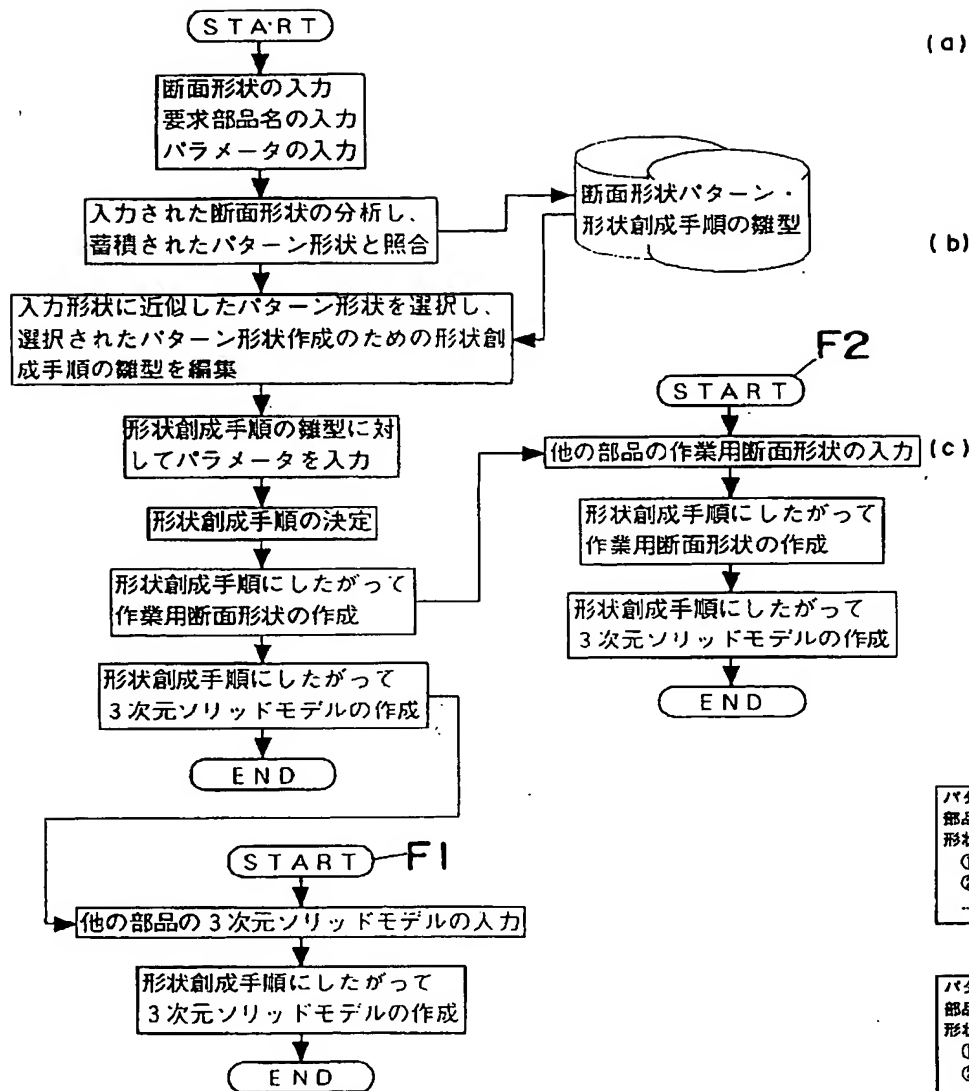 START
断面形状の入力
要求部品名の入力
パラメータの入力
入力された断面形状の分析し、
蓄積されたパターン形状と照合
断面形状パターン・
形状創成手順の雛型
入力形状に近似したパターン形状を選択し、
選択されたパターン形状作成のための形状創
成手順の雛型を編集
形状創成手順の雛型に対
してパラメータを入力
形状創成手順の決定
形状創成手順にしたがって
作業用断面形状の作成
形状創成手順にしたがって
3次元ソリッドモデルの作成
END
F2
START
他の部品の作業用断面形状の入力
形状創成手順にしたがって
作業用断面形状の作成
形状創成手順にしたがって
3次元ソリッドモデルの作成
END
START
F1
他の部品の3次元ソリッドモデルの入力
形状創成手順にしたがって
3次元ソリッドモデルの作成
END
(a)
(b)
(c)
部品
形状
①
②
部品
形状
①
②